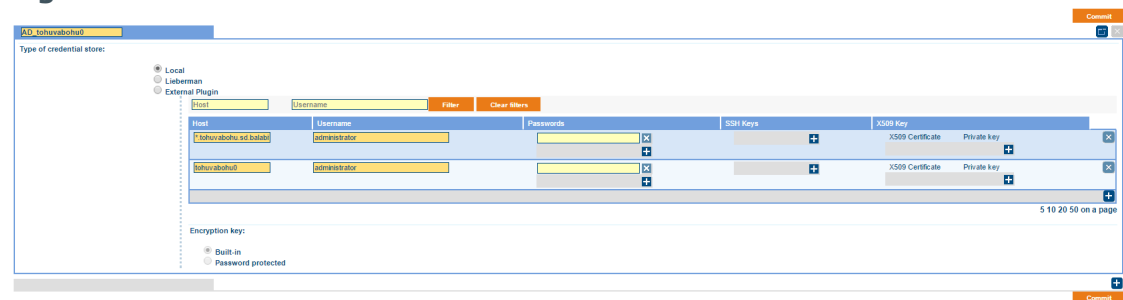 Commit
AD_tohuvabohu0
Type of credential store:
Local
Lieberman
External Plugin
Host Username Filter Clear filters
Host Username Passwords SSH Keys X509 Key
*.tohuvabohu.sd.balabi administrator X509 Certificate Private key
tohuvabohu0 administrator X509 Certificate Private key
5 10 20 50 on a page
Encryption key:
Built-in
Password protected
Commit